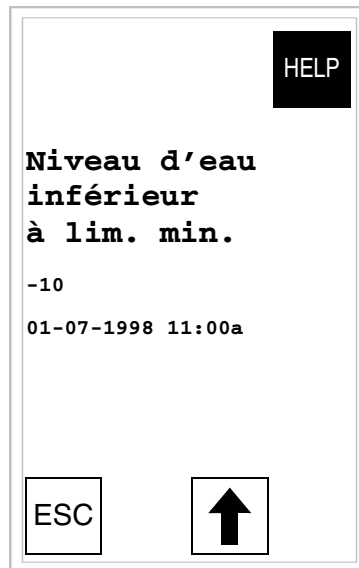 HELP
Niveau d’eau
inférieur
à lim. min.
-10
01-07-1998 11:00a
ESC